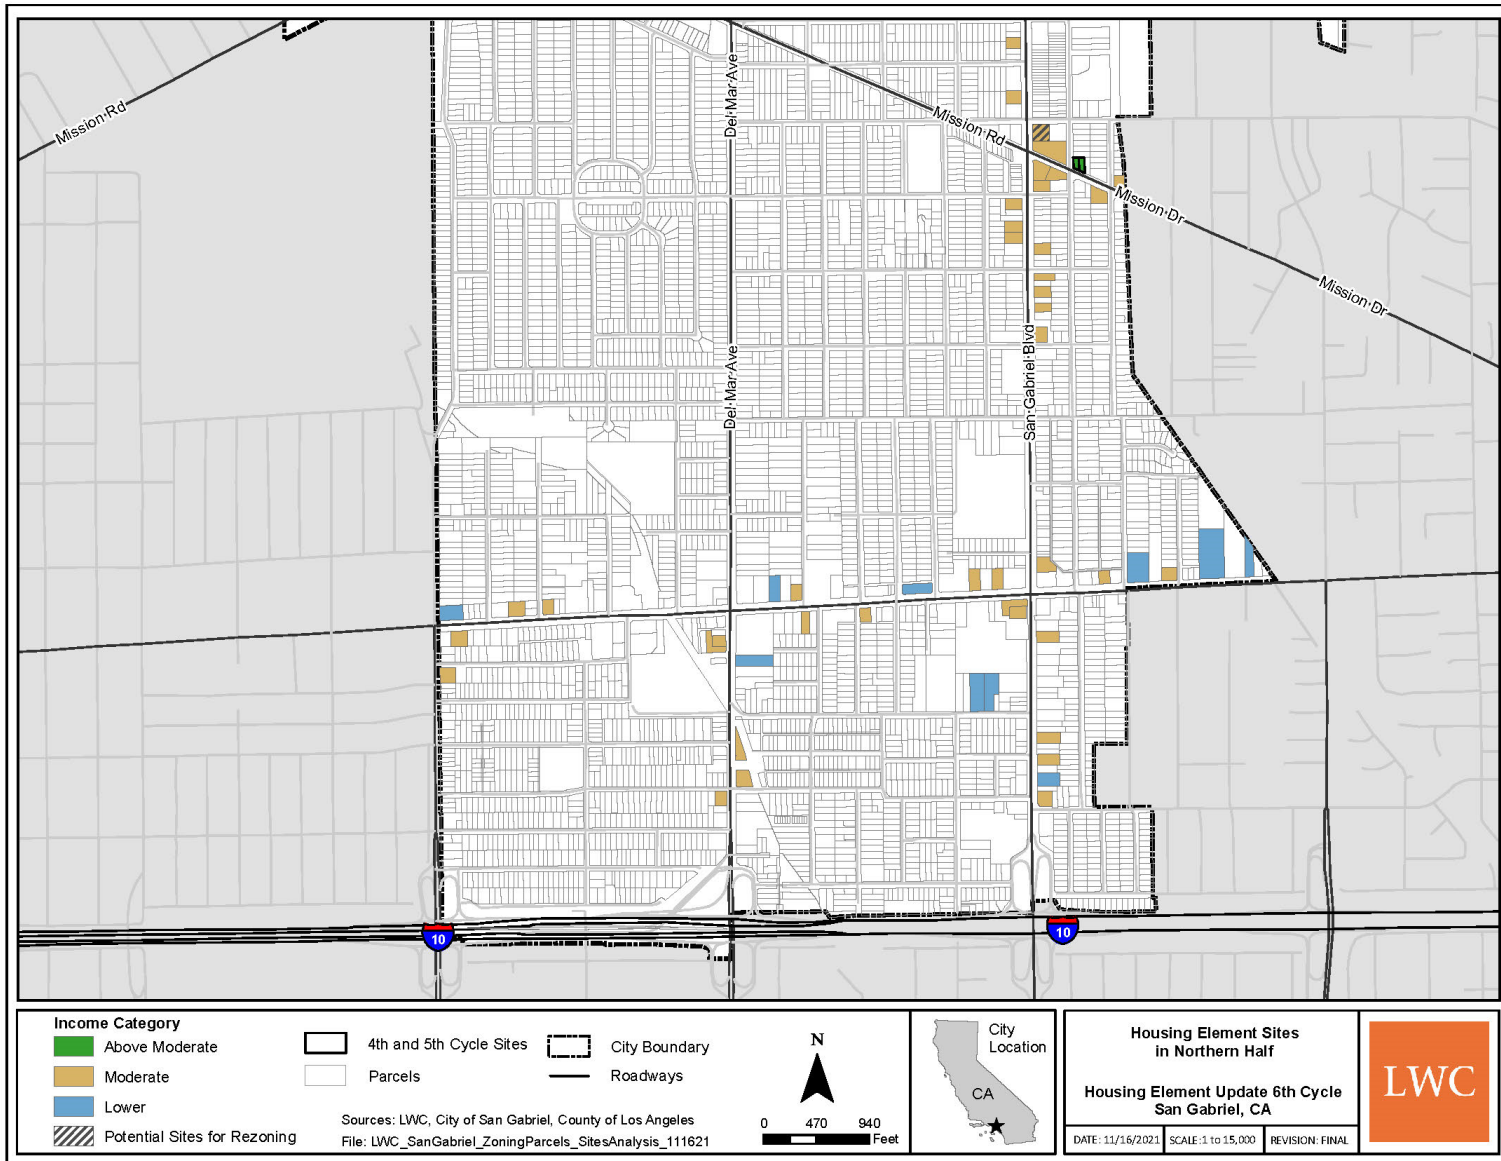 Mission Rd
Del Mar Ave
Mission Rd
Mission Dr
Mission Dr
Del Mar Ave
San Gabriel Blvd
10
10
Income Category
Above Moderate
Moderate
Lower
Potential Sites for Rezoning
4th and 5th Cycle Sites
Parcels
City Boundary
Roadways
Sources: LWC, City of San Gabriel, County of Los Angeles
File: LWC_SanGabriel_ZoningParcels_SitesAnalysis_111621
N
0 470 940
Feet
City
Location
CA
Housing Element Sites
in Northern Half
Housing Element Update 6th Cycle
San Gabriel, CA
DATE: 11/16/2021 SCALE:1 to 15,000 REVISION: FINAL
LWC